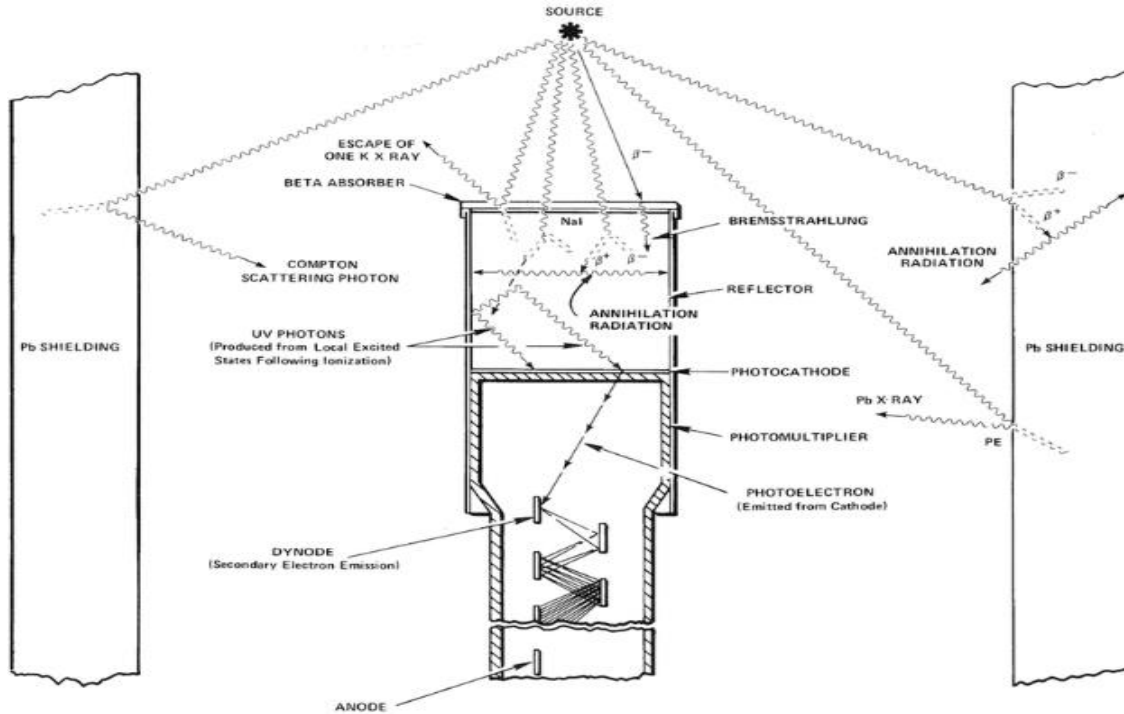 SOURCE
ESCAPE OF
ONE K X RAY
β−
BETA ABSORBER
NaI
BREMSSTRAHLUNG
β−
β+
β+
β−
COMPTON
SCATTERING PHOTON
ANNIHILATION
RADIATION
REFLECTOR
ANNIHILATION
RADIATION
UV PHOTONS
(Produced from Local Excited
States Following Ionization)
Pb SHIELDING
Pb SHIELDING
PHOTOCATHODE
Pb X-RAY
PE
PHOTOMULTIPLIER
PHOTOELECTRON
(Emitted from Cathode)
DYNODE
(Secondary Electron Emission)
ANODE